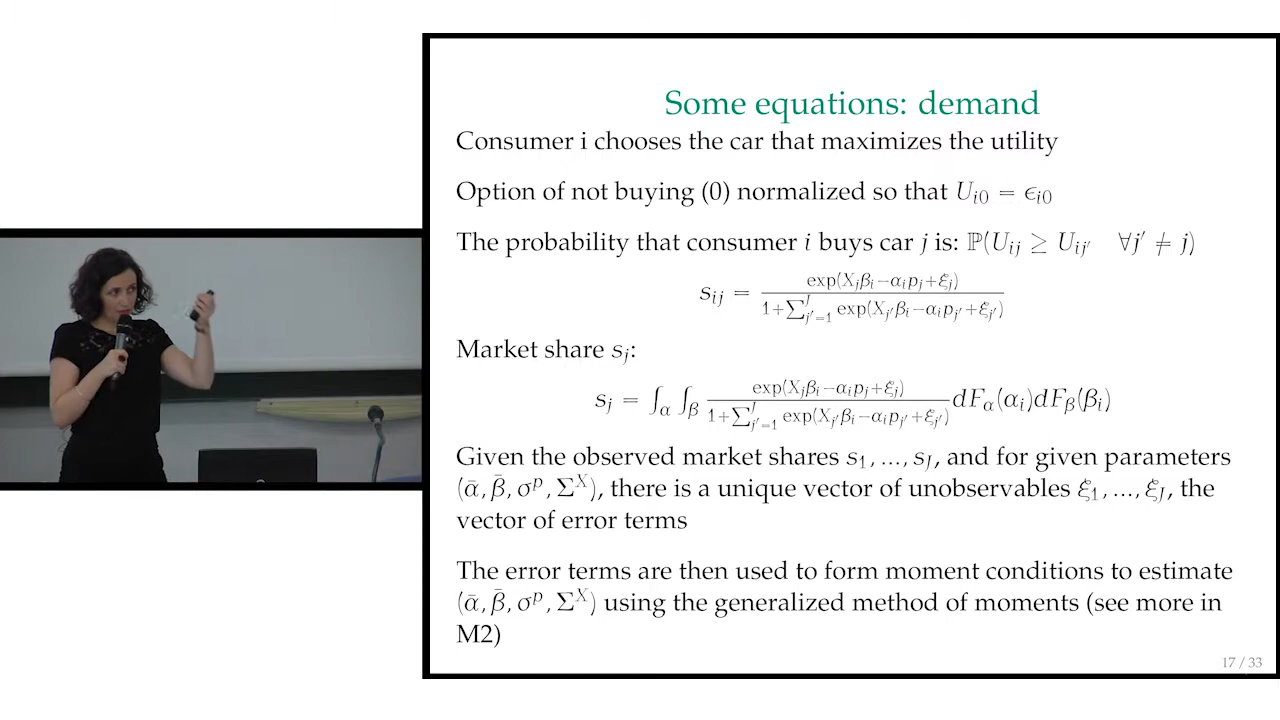 Some equations: demand
Consumer i chooses the car that maximizes the utility
Option of not buying (0) normalized so that U_{i0} = ϵ_{i0}
The probability that consumer i buys car j is: ℙ(U_{ij} ≥ U_{ij′} ∀j′ ≠ j)
s_{ij} = \frac{exp(X_jβ_i−α_ip_j+ξ_j)}{1+∑_{j′=1}^{J} exp(X_{j′}β_i−α_ip_{j′}+ξ_{j′})}
Market share s_j:
s_j = ∫_α ∫_β \frac{exp(X_jβ_i−α_ip_j+ξ_j)}{1+∑_{j′=1}^{J} exp(X_{j′}β_i−α_ip_{j′}+ξ_{j′})} dF_α(α_i)dF_β(β_i)
Given the observed market shares s_1, ..., s_J, and for given parameters
(ᾱ, β̄, σ^p, Σ^X), there is a unique vector of unobservables ξ_1, ..., ξ_J, the
vector of error terms
The error terms are then used to form moment conditions to estimate
(ᾱ, β̄, σ^p, Σ^X) using the generalized method of moments (see more in
M2)
17 / 33